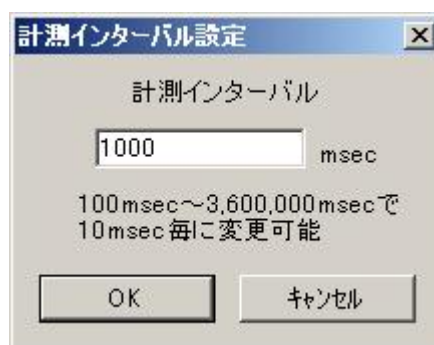 計測インターバル設定
計測インターバル
1000 msec
100msec～3,600,000msecで
10msec毎に変更可能
OK キャンセル